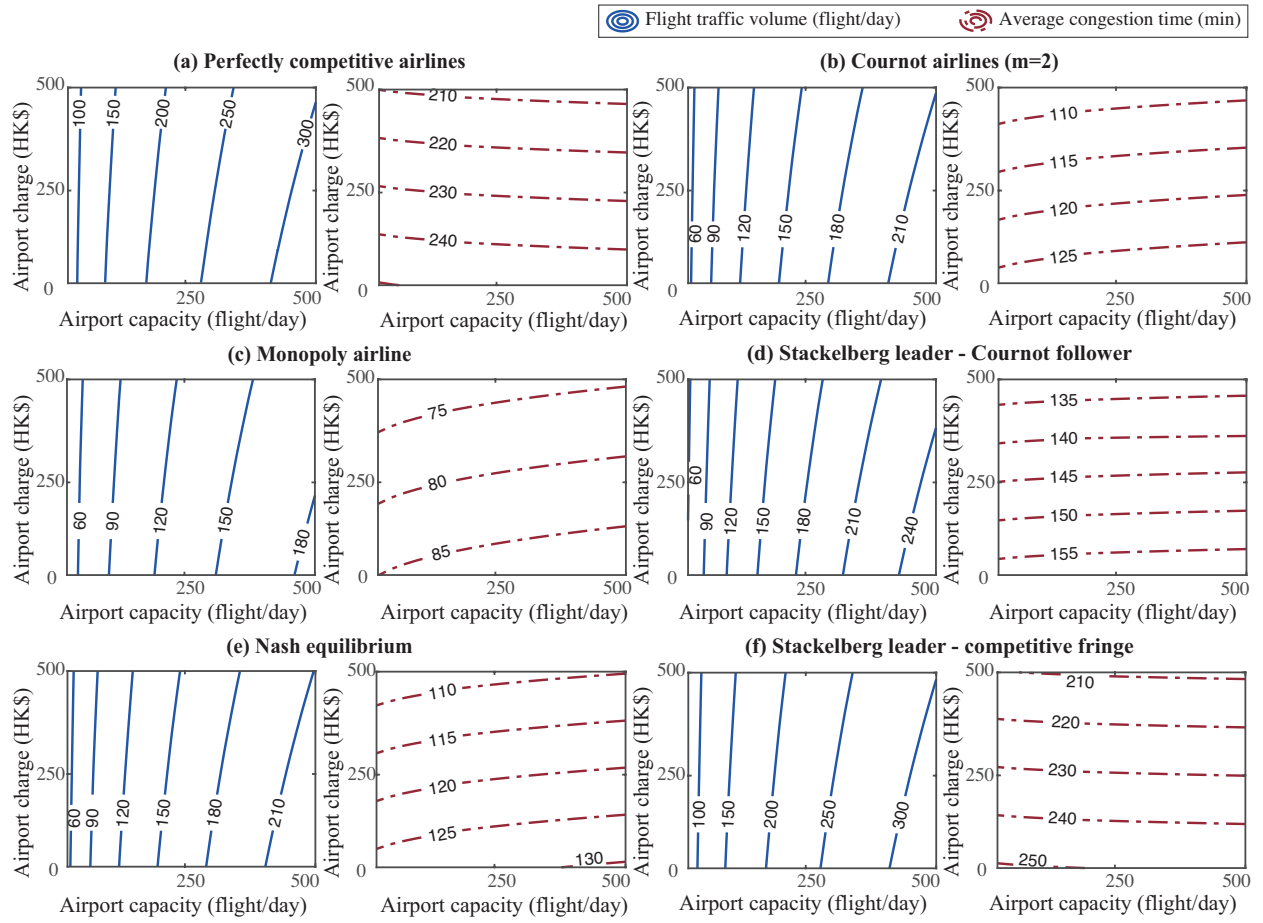 Flight traffic volume (flight/day) Average congestion time (min)
(a) Perfectly competitive airlines (b) Cournot airlines (m=2)
500 500 500 500
100 150 200 250 300
210
220
230
240
110
115
120
125
60 90 120 150 180 210
Airport charge (HK$) Airport charge (HK$) Airport charge (HK$) Airport charge (HK$)
250 250 250 250
0 0 0 0
250 500 250 500 250 500 250 500
Airport capacity (flight/day) Airport capacity (flight/day) Airport capacity (flight/day) Airport capacity (flight/day)
(c) Monopoly airline (d) Stackelberg leader - Cournot follower
500 500 500 500
60 90 120 150 180
75
80
85
60 90 120 150 180 210 240
135
140
145
150
155
Airport charge (HK$) Airport charge (HK$) Airport charge (HK$) Airport charge (HK$)
250 250 250 250
0 0 0 0
250 500 250 500 250 500 250 500
Airport capacity (flight/day) Airport capacity (flight/day) Airport capacity (flight/day) Airport capacity (flight/day)
(e) Nash equilibrium (f) Stackelberg leader - competitive fringe
500 500 500 500
60 90 120 150 180 210
110
115
120
125
130
100 150 200 250 300
210
220
230
240
250
Airport charge (HK$) Airport charge (HK$) Airport charge (HK$) Airport charge (HK$)
250 250 250 250
0 0 0 0
250 500 250 500 250 500 250 500
Airport capacity (flight/day) Airport capacity (flight/day) Airport capacity (flight/day) Airport capacity (flight/day)